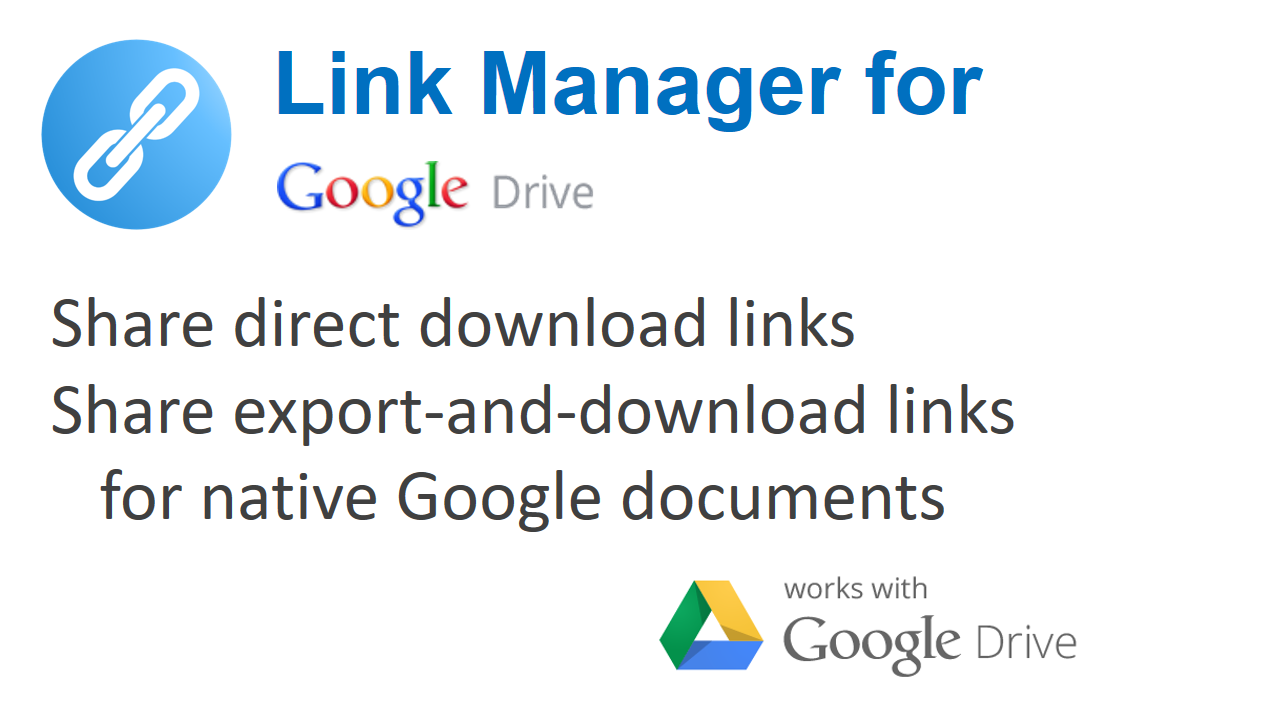 Link Manager for
Google Drive
Share direct download links
Share export-and-download links
for native Google documents
works with
Google Drive